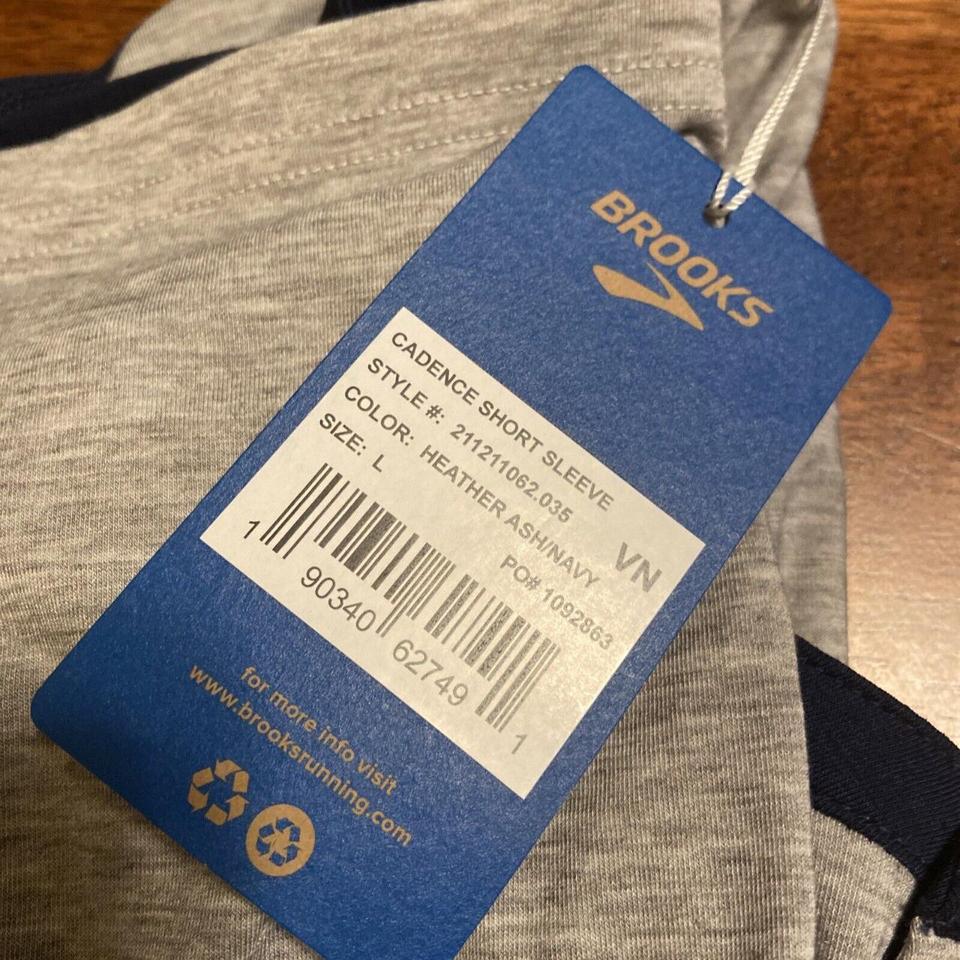 BROOKS
CADENCE SHORT SLEEVE
STYLE #: 211211062.035
COLOR: HEATHER ASH/NAVY
SIZE: L
VN
PO# 1092863
1 90340 62749 1
for more info visit
www.brooksrunning.com